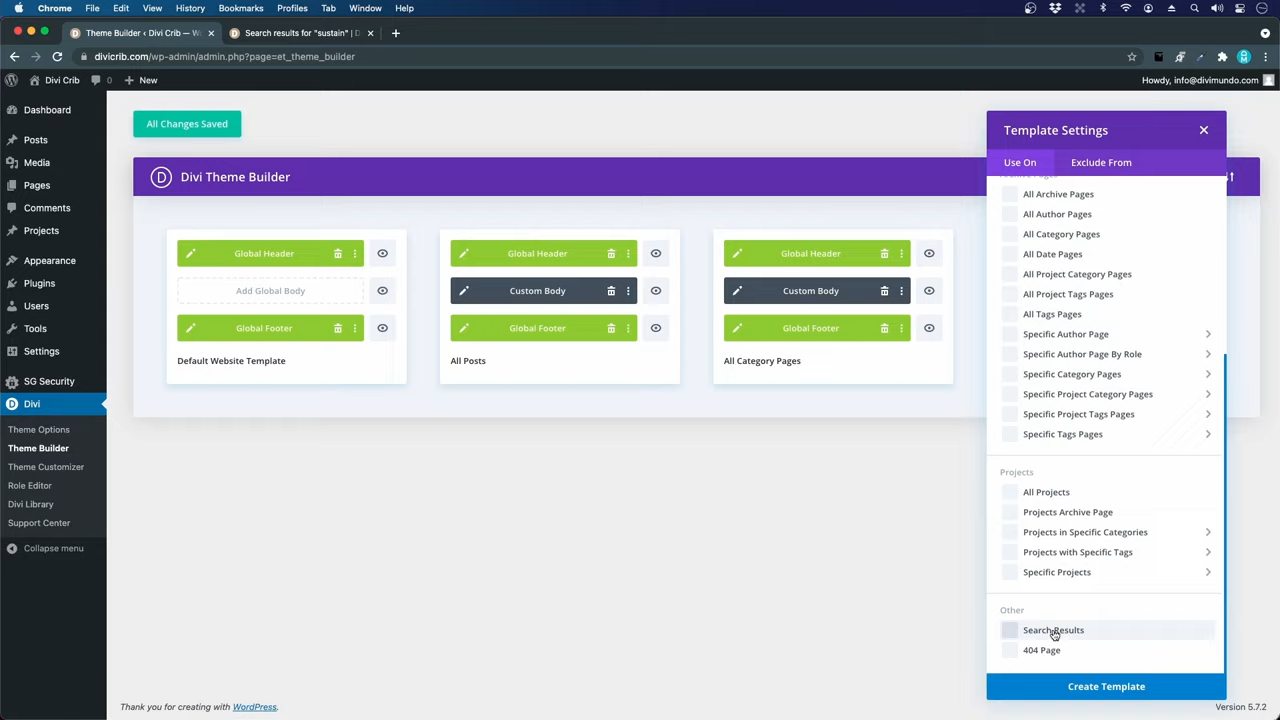 Chrome File Edit View History Bookmarks Profiles Tab Window Help
Theme Builder ‹ Divi Crib — W
Search results for "sustain" | D
divicrib.com/wp-admin/admin.php?page=et_theme_builder
Divi Crib 0 New
Howdy, info@divimundo.com
Dashboard
Posts
Media
Pages
Comments
Projects
Appearance
Plugins
Users
Tools
Settings
SG Security
Divi
Theme Options
Theme Builder
Theme Customizer
Role Editor
Divi Library
Support Center
Collapse menu
All Changes Saved
D Divi Theme Builder
Global Header
Add Global Body
Global Footer
Default Website Template
Global Header
Custom Body
Global Footer
All Posts
Global Header
Custom Body
Global Footer
All Category Pages
Template Settings
Use On Exclude From
Archive Pages
All Archive Pages
All Author Pages
All Category Pages
All Date Pages
All Project Category Pages
All Project Tags Pages
All Tags Pages
Specific Author Page
Specific Author Page By Role
Specific Category Pages
Specific Project Category Pages
Specific Project Tags Pages
Specific Tags Pages
Projects
All Projects
Projects Archive Page
Projects in Specific Categories
Projects with Specific Tags
Specific Projects
Other
Search Results
404 Page
Create Template
Thank you for creating with WordPress.
Version 5.7.2